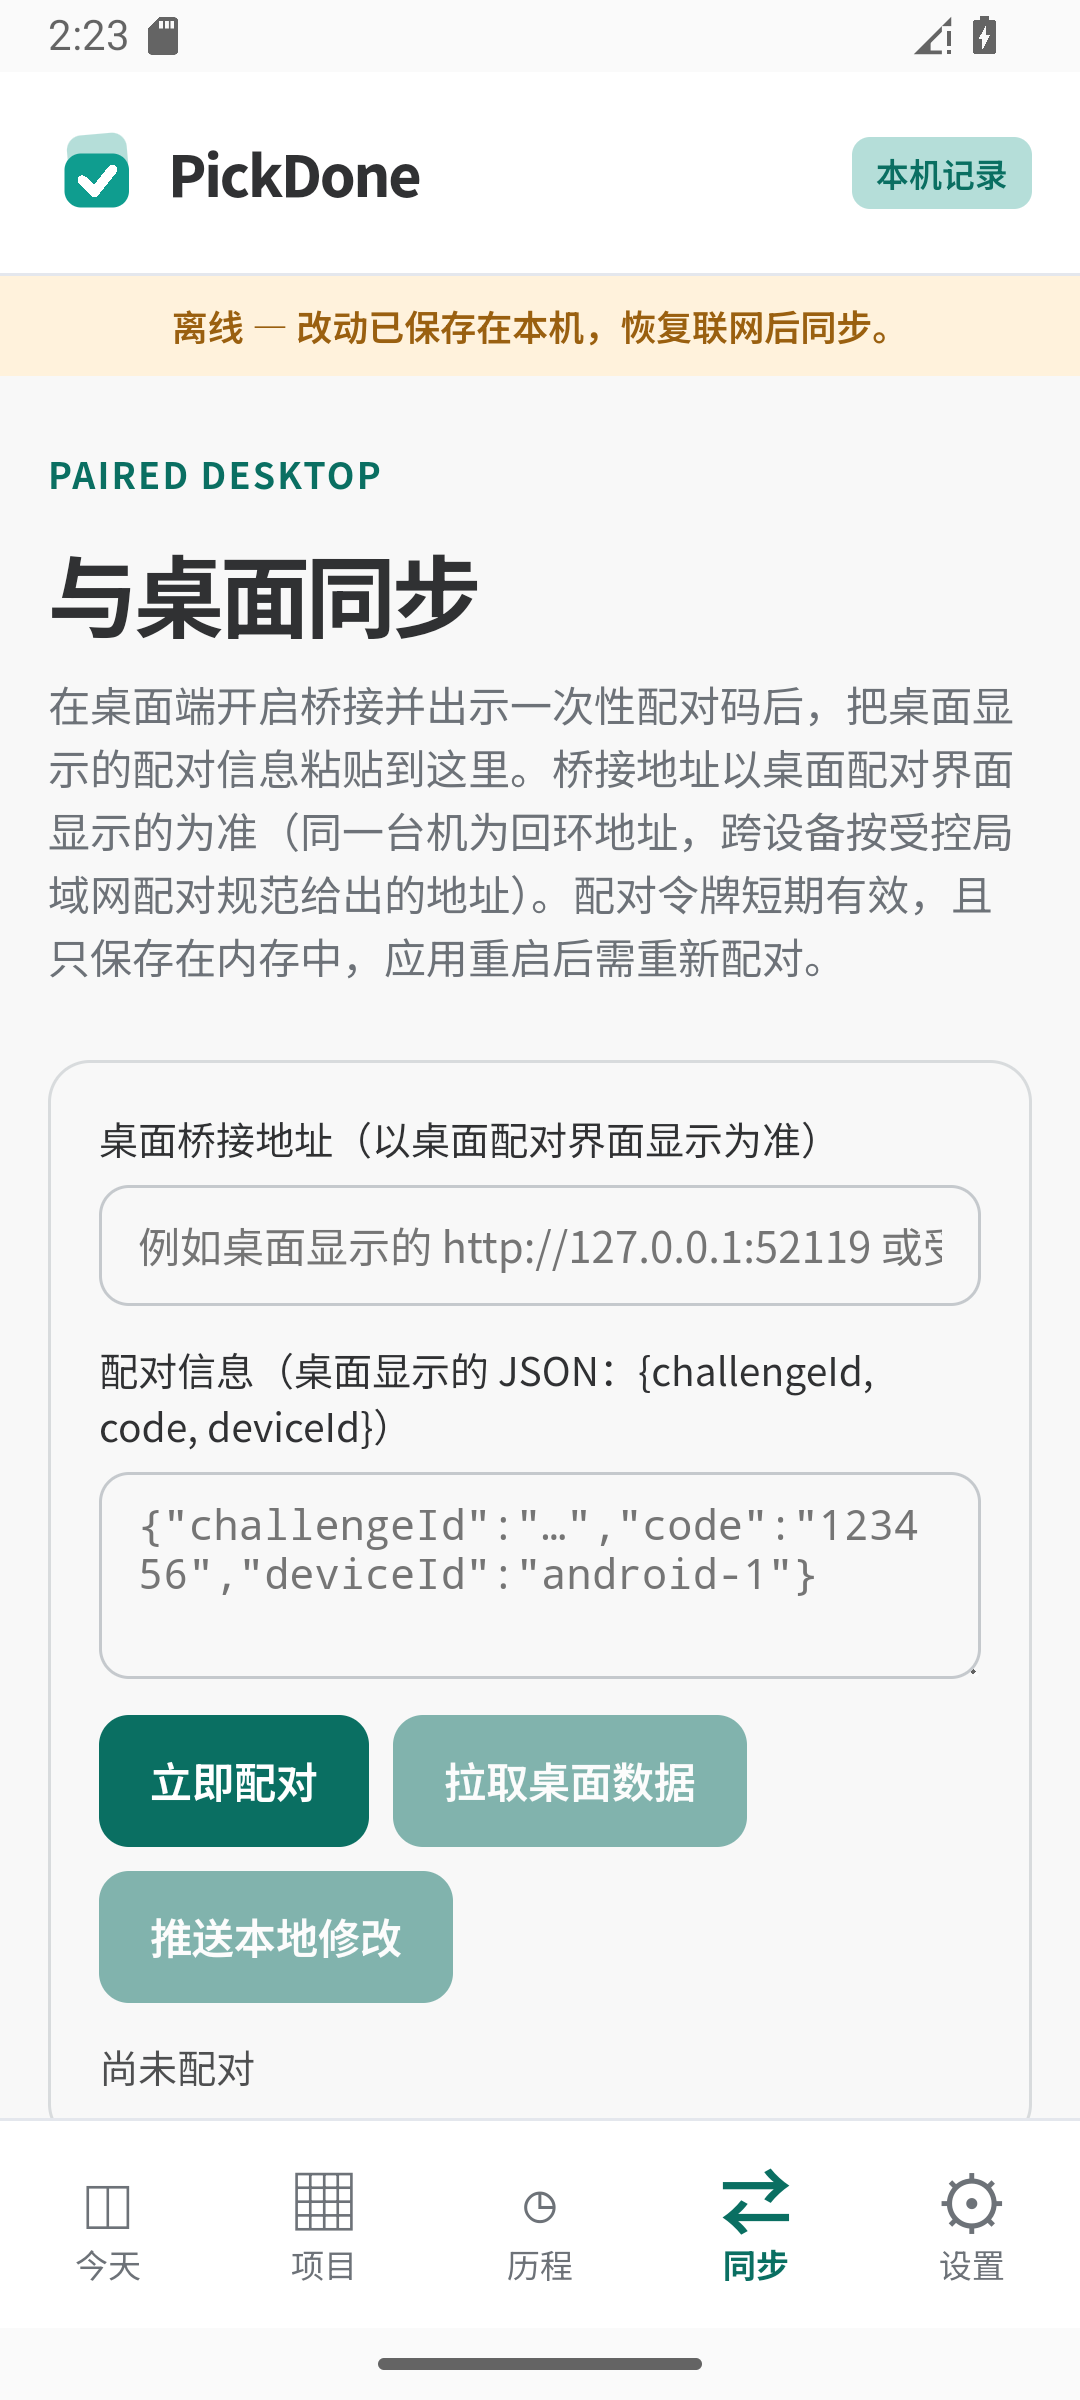 2:23
PickDone
本机记录
离线 — 改动已保存在本机，恢复联网后同步。
PAIRED DESKTOP
与桌面同步
在桌面端开启桥接并出示一次性配对码后，把桌面显
示的配对信息粘贴到这里。桥接地址以桌面配对界面
显示的为准（同一台机为回环地址，跨设备按受控局
域网配对规范给出的地址）。配对令牌短期有效，且
只保存在内存中，应用重启后需重新配对。
桌面桥接地址（以桌面配对界面显示为准）
例如桌面显示的 http://127.0.0.1:52119 或
配对信息（桌面显示的 JSON：{challengeId,
code, deviceId}）
{"challengeId":"…","code":"1234
56","deviceId":"android-1"}
立即配对
拉取桌面数据
推送本地修改
尚未配对
今天
项目
历程
同步
设置